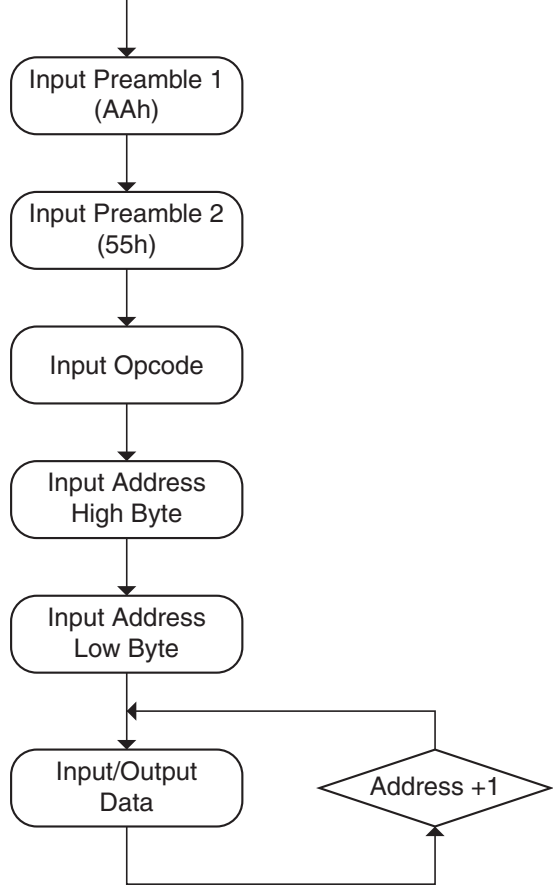 Input Preamble 1
(AAh)
Input Preamble 2
(55h)
Input Opcode
Input Address
High Byte
Input Address
Low Byte
Input/Output
Data
Address +1